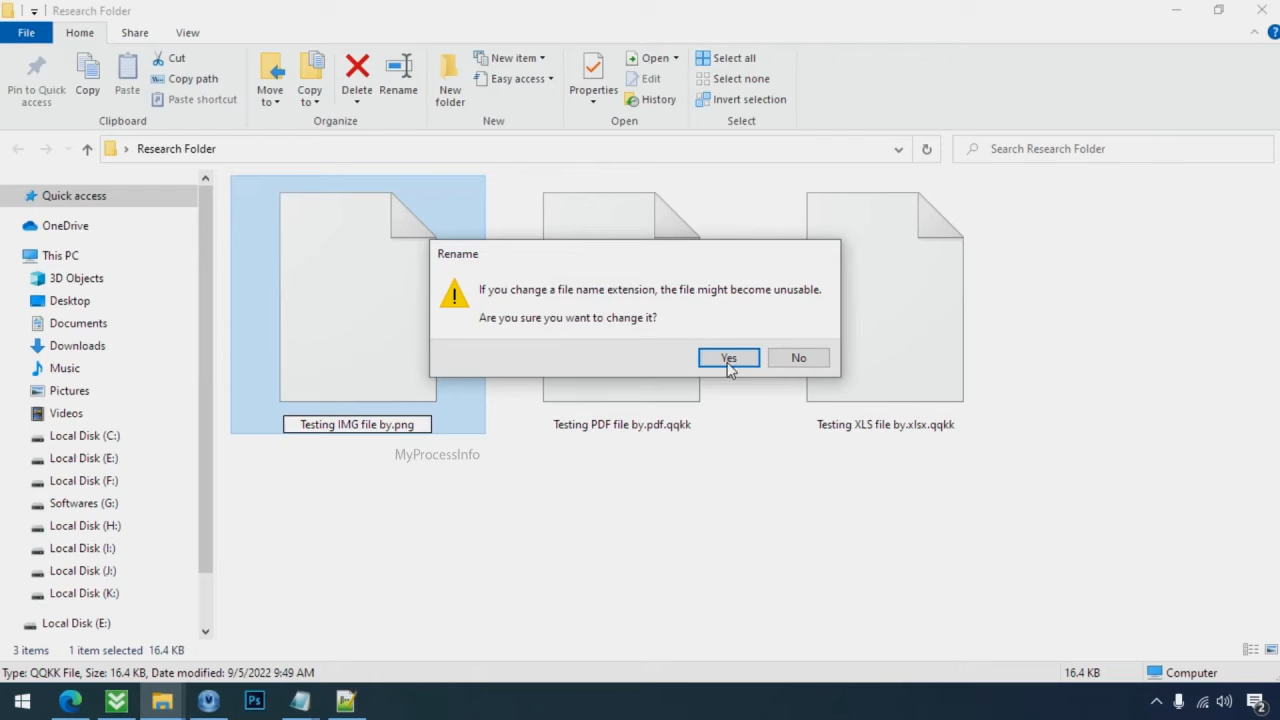 Research Folder
File Home Share View
Pin to Quick access
Copy
Paste
Cut
Copy path
Paste shortcut
Clipboard
Move to
Copy to
Delete
Rename
Organize
New folder
New item
Easy access
New
Properties
Open
Edit
History
Open
Select all
Select none
Invert selection
Select
Research Folder
Search Research Folder
Quick access
OneDrive
This PC
3D Objects
Desktop
Documents
Downloads
Music
Pictures
Videos
Local Disk (C:)
Local Disk (E:)
Local Disk (F:)
Softwares (G:)
Local Disk (H:)
Local Disk (I:)
Local Disk (J:)
Local Disk (K:)
Local Disk (E:)
Rename
If you change a file name extension, the file might become unusable.
Are you sure you want to change it?
Yes No
Testing IMG file by.png
Testing PDF file by.pdf.qqkk
Testing XLS file by.xlsx.qqkk
MyProcessInfo
3 items 1 item selected 16.4 KB
Type: QQKK File, Size: 16.4 KB, Date modified: 9/5/2022 9:49 AM
16.4 KB
Computer
Ps
2